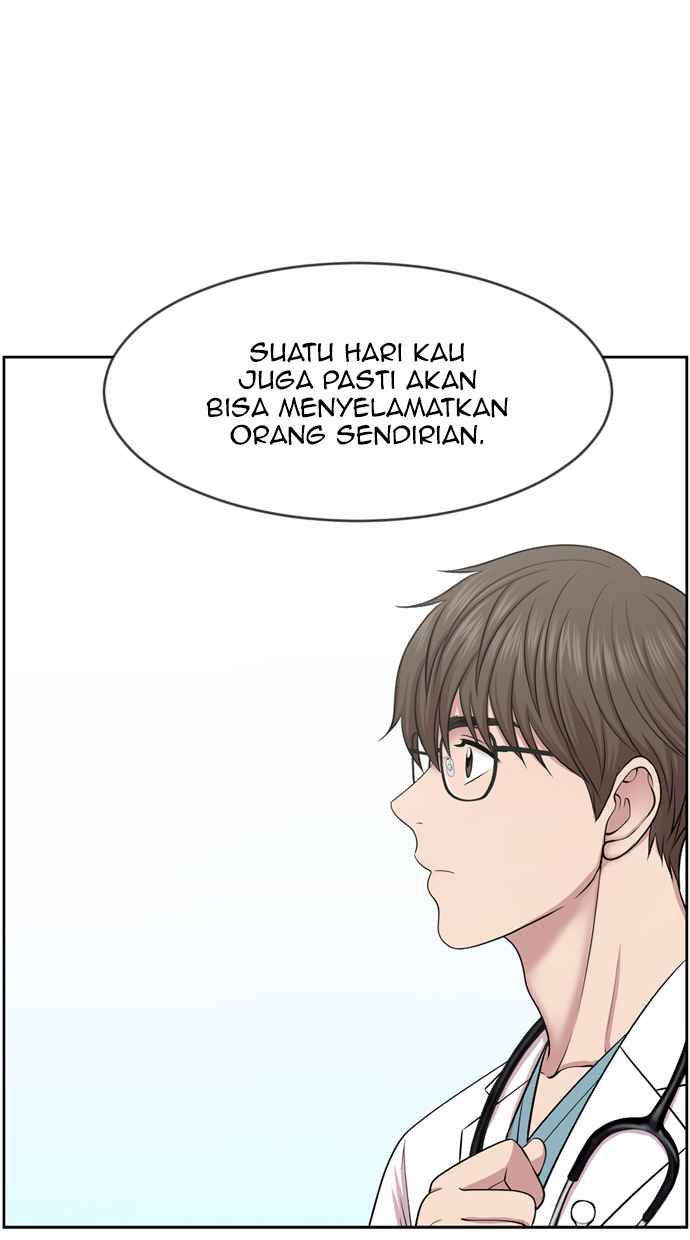 SUATU HARI KAU
JUGA PASTI AKAN
BISA MENYELAMATKAN
ORANG SENDIRIAN.